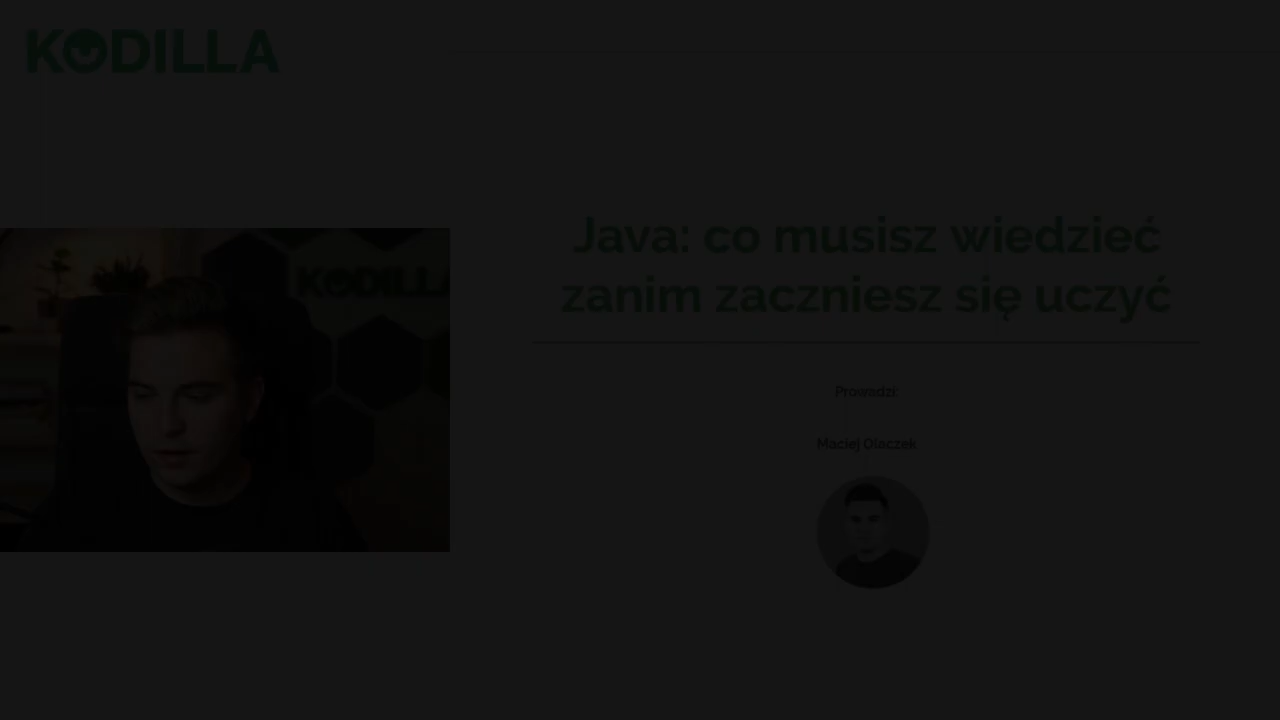 KODILLA
KODILLA
Java: co musisz wiedzieć
zanim zaczniesz się uczyć
Prowadzi:
Maciej Olaczek